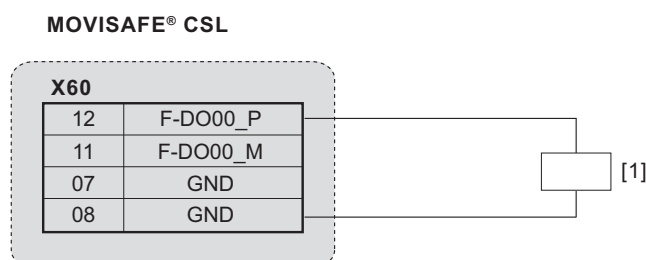 MOVISAFE® CSL
X60
12 F-DO00_P
11 F-DO00_M
07 GND
08 GND
[1]